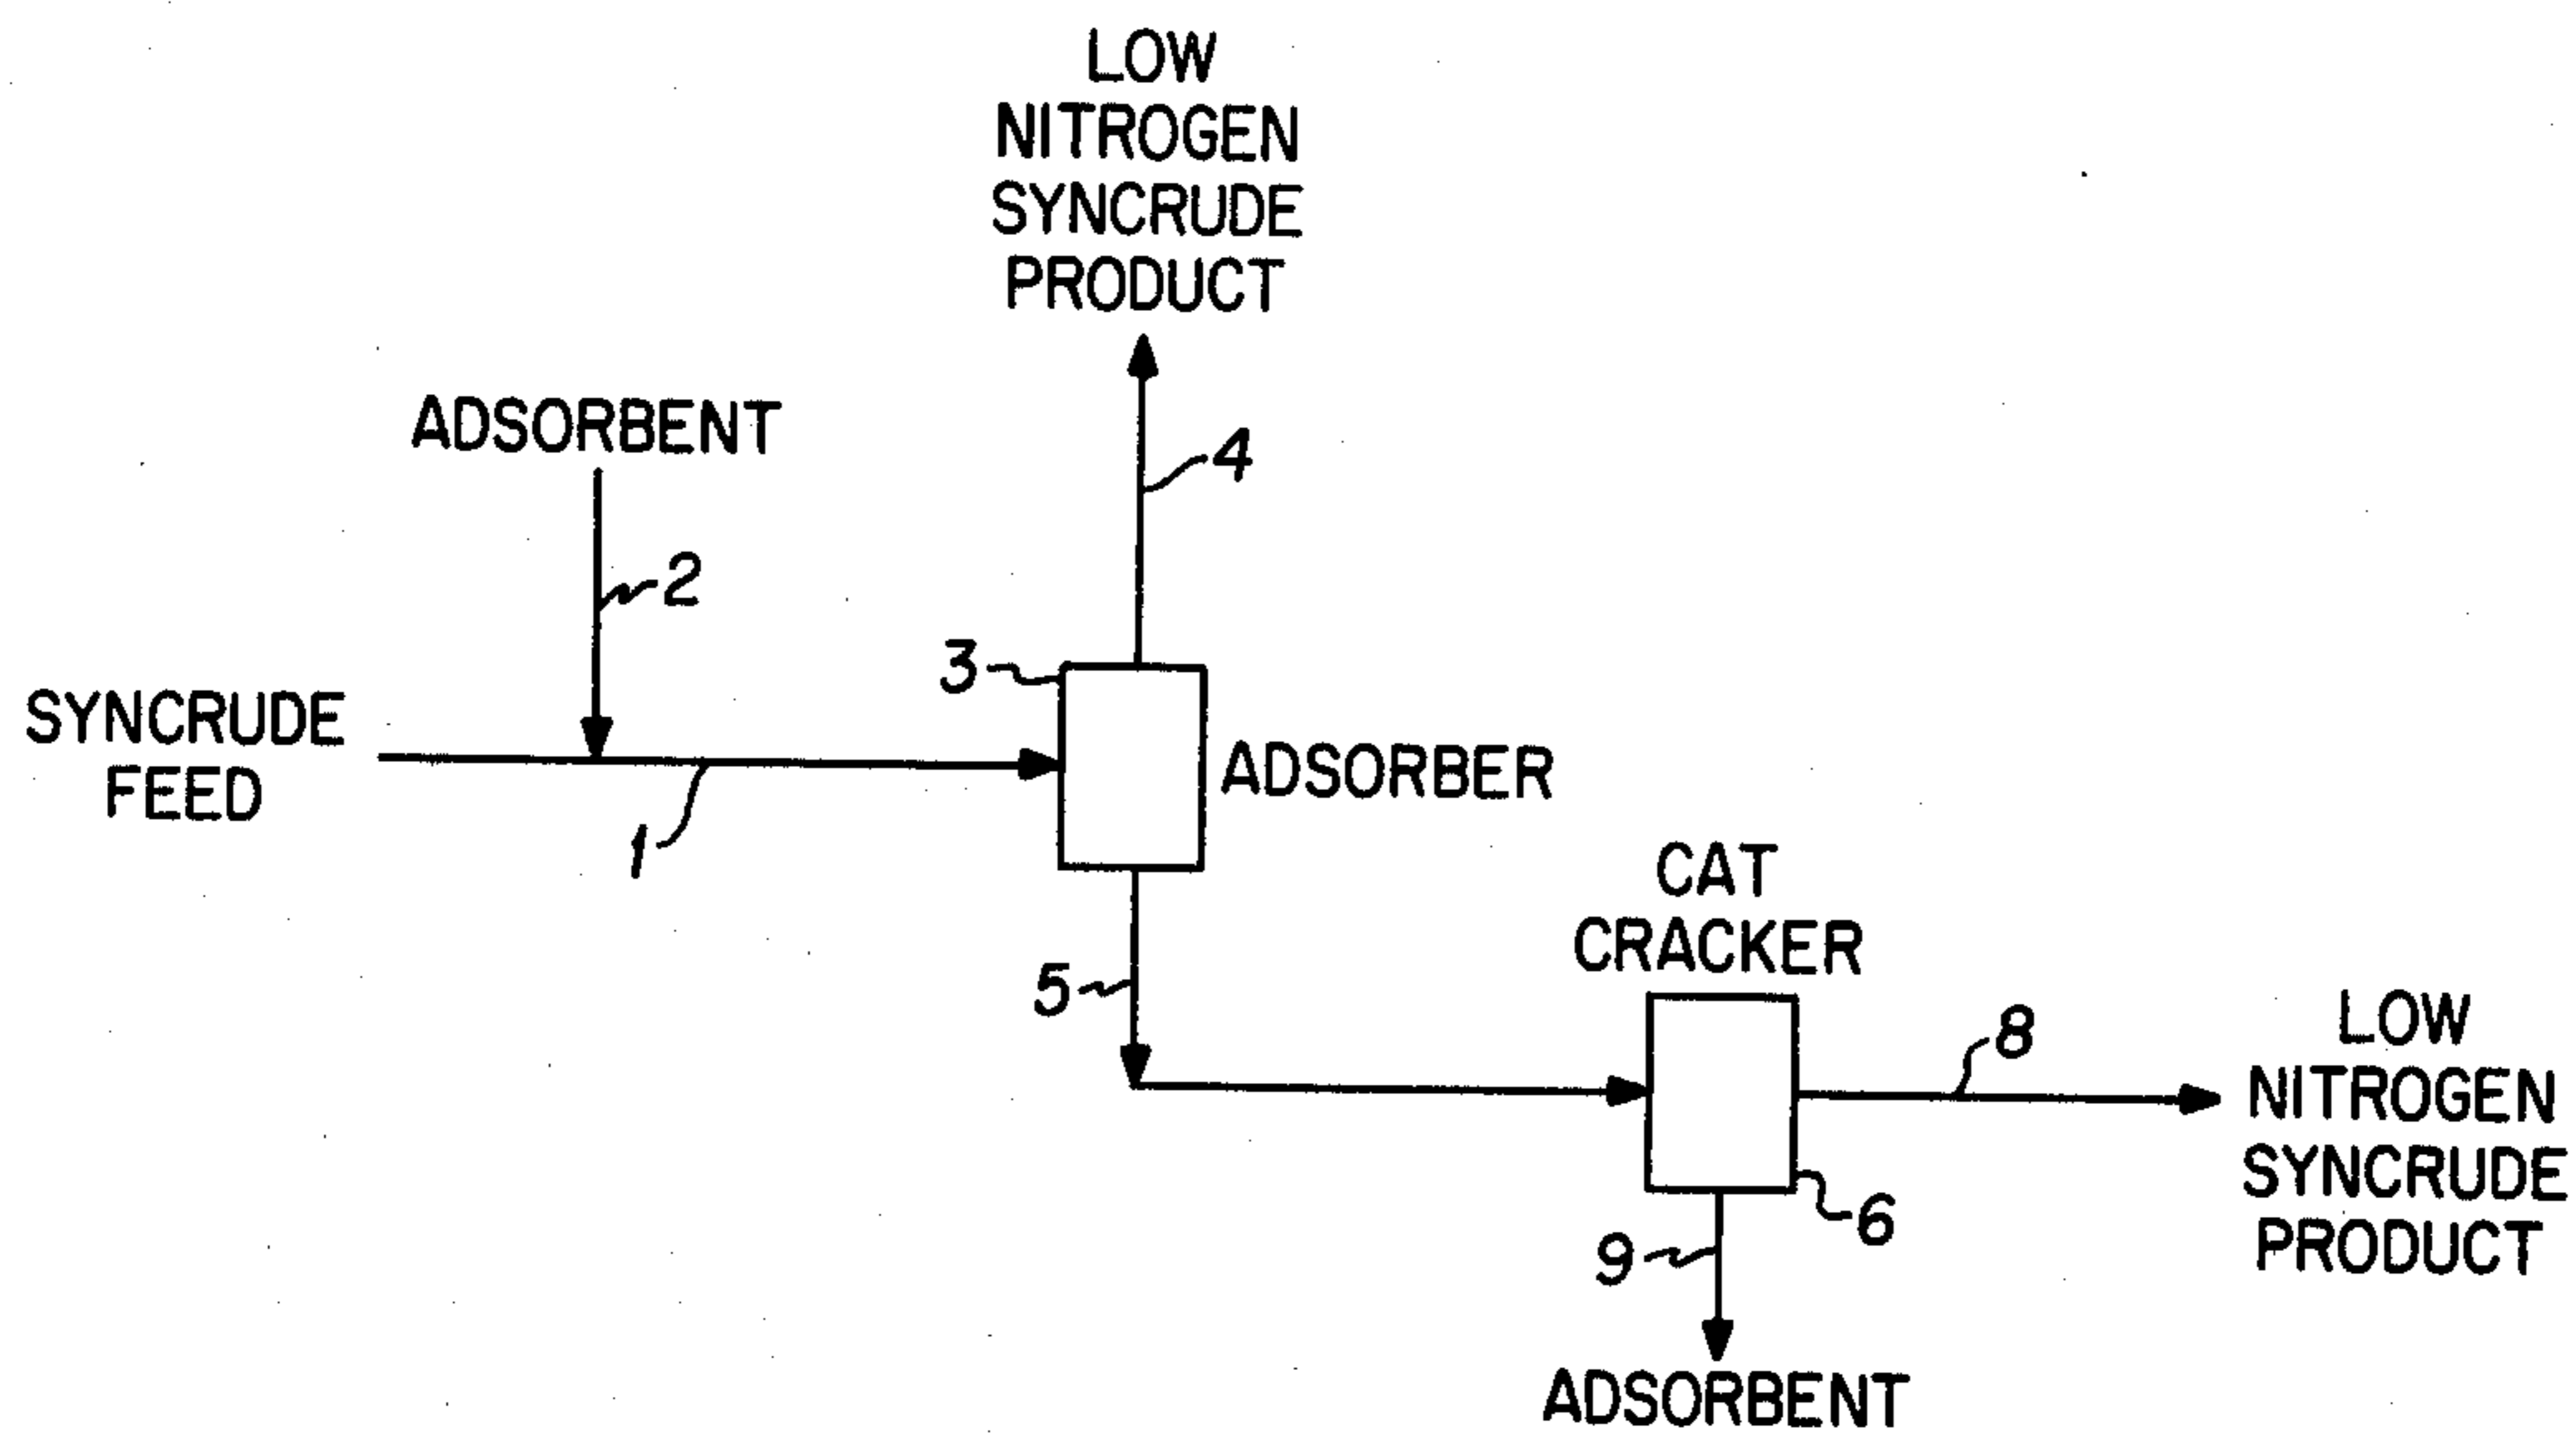 LOW
NITROGEN
SYNCRUDE
PRODUCT
ADSORBENT
4
2
3
SYNCRUDE
FEED
ADSORBER
1
CAT
CRACKER
5
8
LOW
NITROGEN
SYNCRUDE
PRODUCT
6
9
ADSORBENT